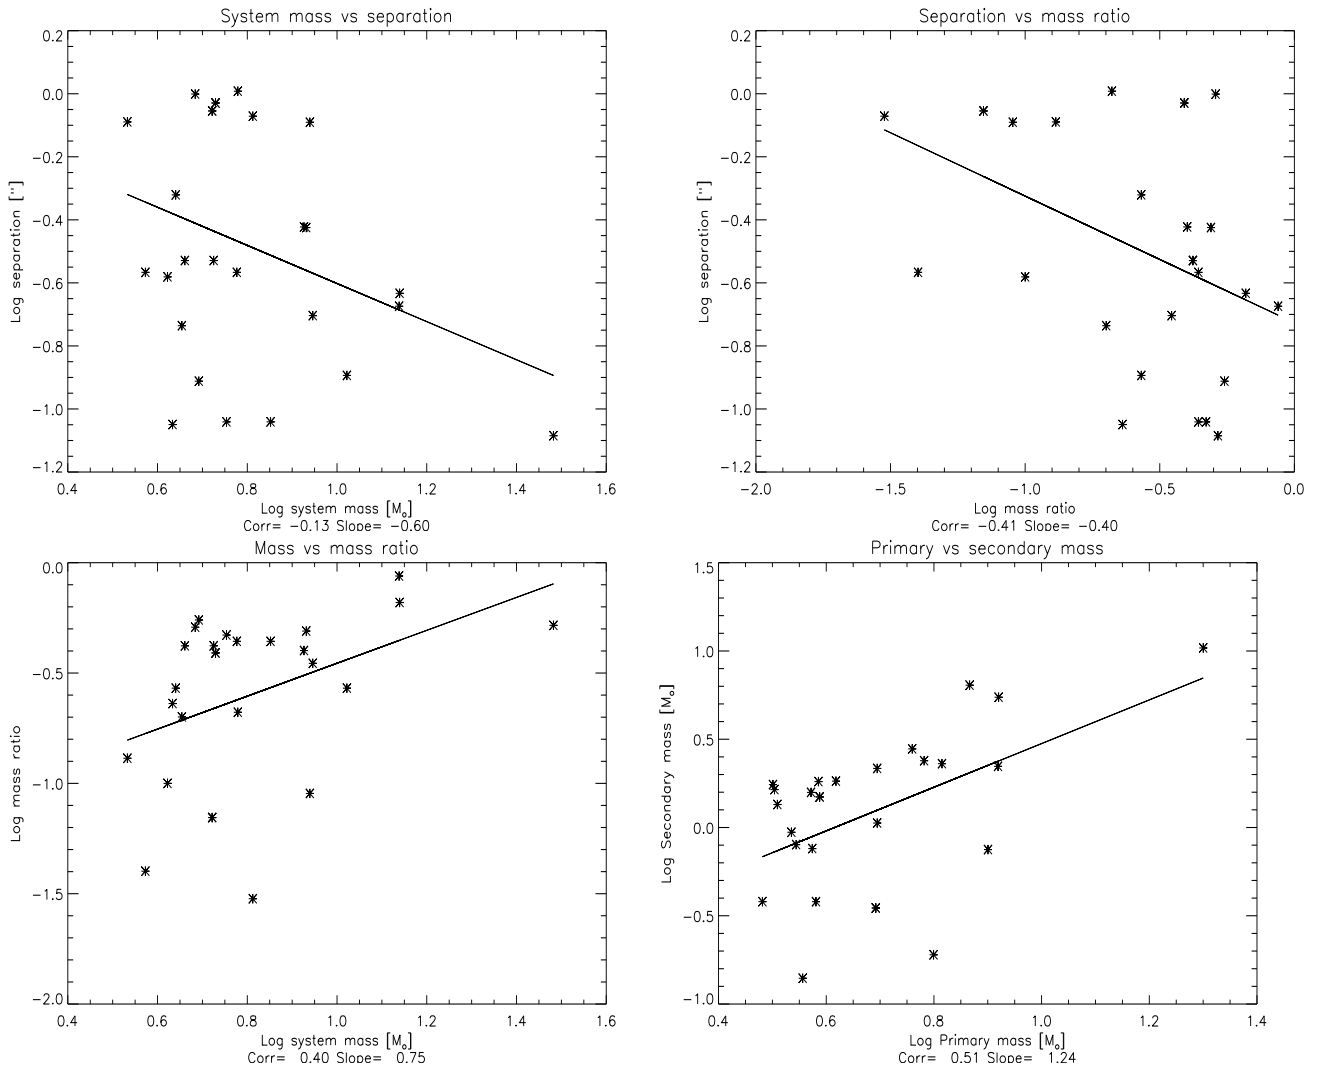 System mass vs separation
Log separation ["]
0.2
0.0
−0.2
−0.4
−0.6
−0.8
−1.0
−1.2
0.4 0.6 0.8 1.0 1.2 1.4 1.6
Log system mass [M₀]
Corr= −0.13 Slope= −0.60
Separation vs mass ratio
Log separation ["]
0.2
0.0
−0.2
−0.4
−0.6
−0.8
−1.0
−1.2
−2.0 −1.5 −1.0 −0.5 0.0
Log mass ratio
Corr= −0.41 Slope= −0.40
Mass vs mass ratio
Log mass ratio
0.0
−0.5
−1.0
−1.5
−2.0
0.4 0.6 0.8 1.0 1.2 1.4 1.6
Log system mass [M₀]
Corr= 0.40 Slope= 0.75
Primary vs secondary mass
Log Secondary mass [M₀]
1.5
1.0
0.5
0.0
−0.5
−1.0
0.4 0.6 0.8 1.0 1.2 1.4
Log Primary mass [M₀]
Corr= 0.51 Slope= 1.24